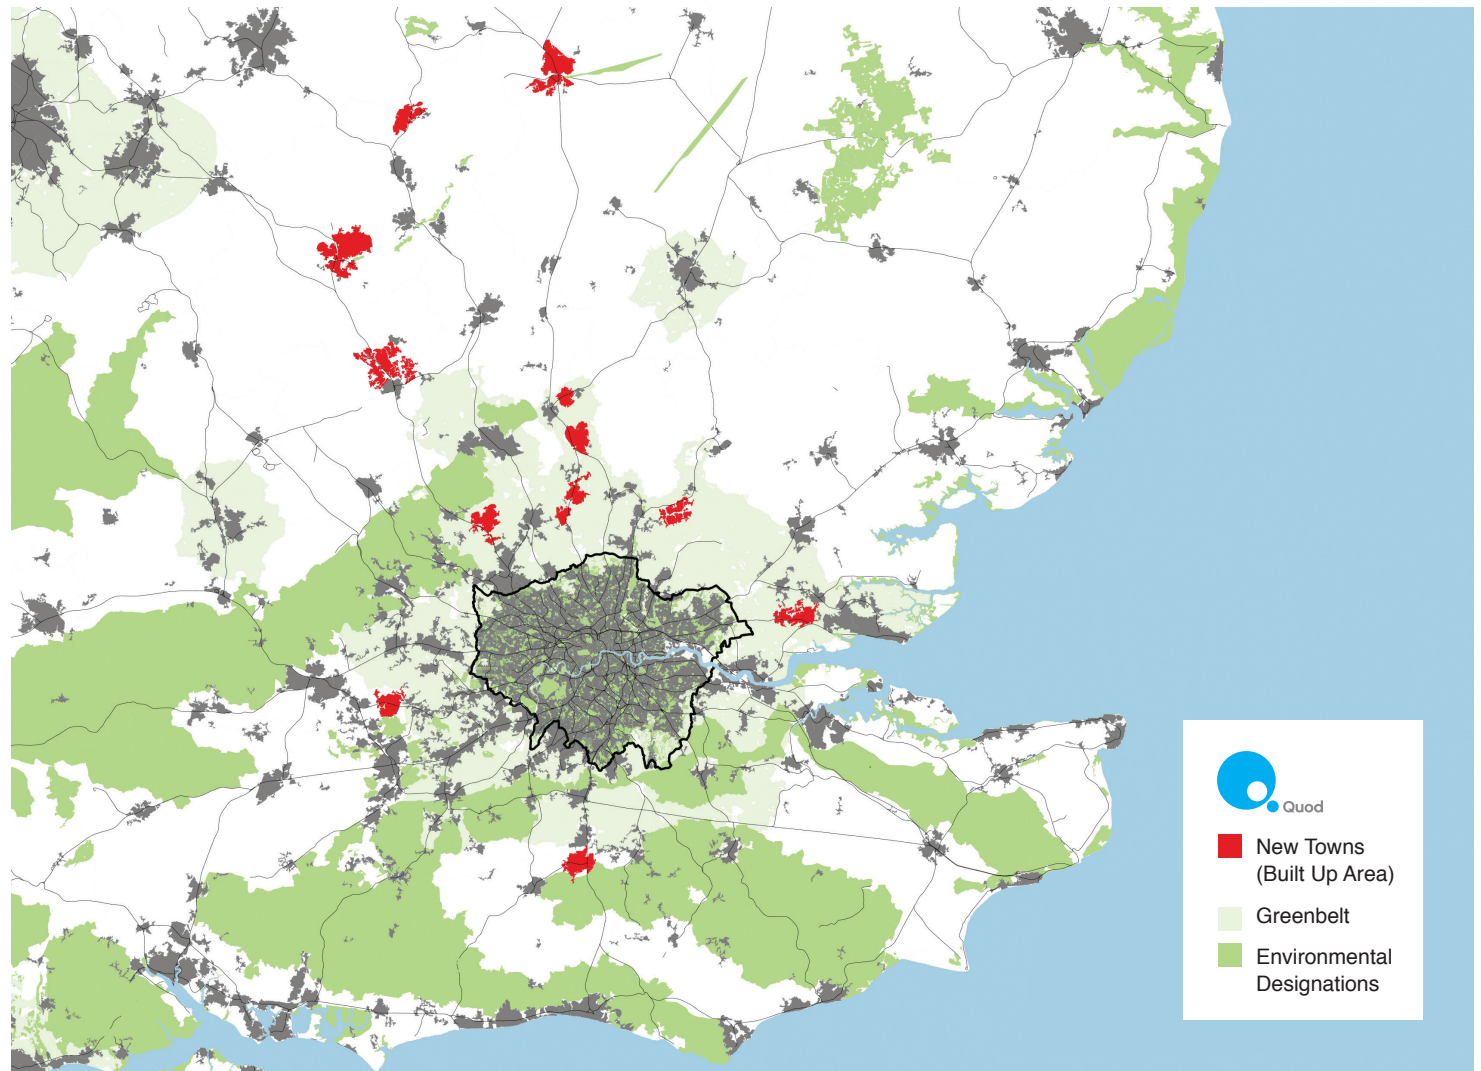 Quod
New Towns
(Built Up Area)
Greenbelt
Environmental
Designations